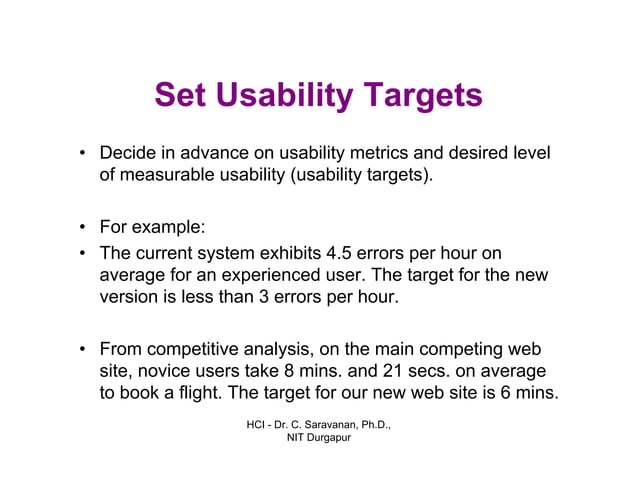 Set Usability Targets
• Decide in advance on usability metrics and desired level
of measurable usability (usability targets).
• For example:
• The current system exhibits 4.5 errors per hour on
average for an experienced user. The target for the new
version is less than 3 errors per hour.
• From competitive analysis, on the main competing web
site, novice users take 8 mins. and 21 secs. on average
to book a flight. The target for our new web site is 6 mins.
HCI - Dr. C. Saravanan, Ph.D.,
NIT Durgapur